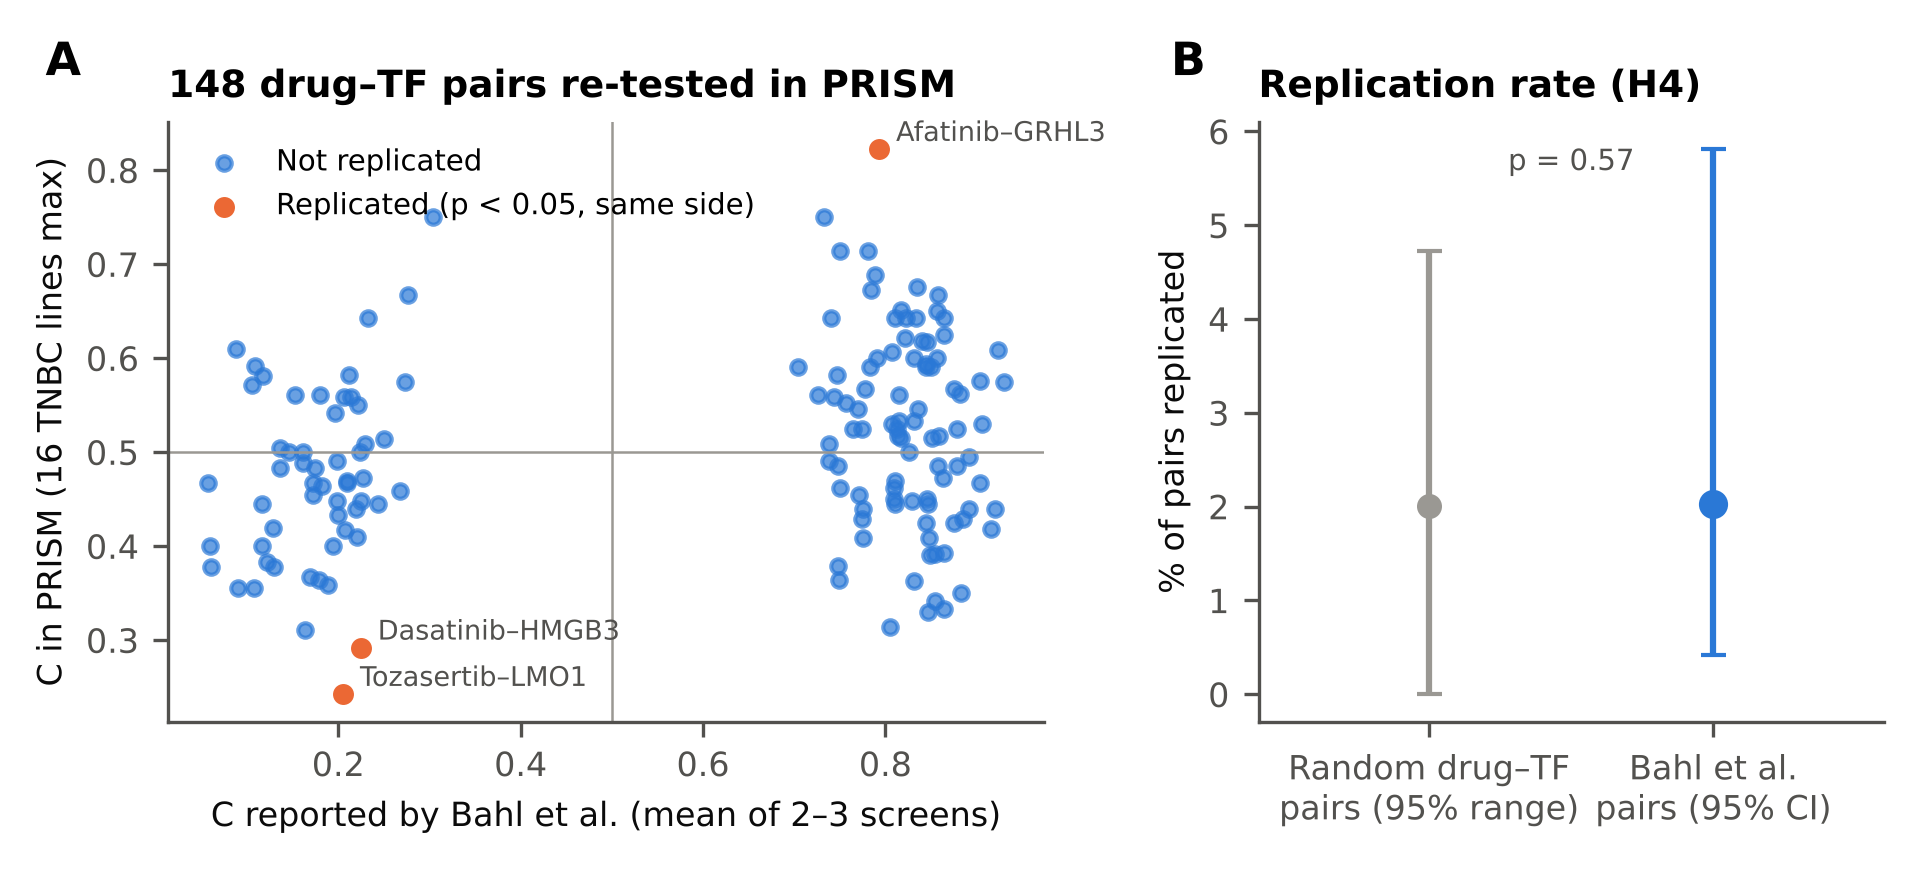 A
148 drug–TF pairs re-tested in PRISM
C in PRISM (16 TNBC lines max)
0.8
0.7
0.6
0.5
0.4
0.3
Not replicated
Replicated (p < 0.05, same side)
Afatinib–GRHL3
Dasatinib–HMGB3
Tozasertib–LMO1
0.2
0.4
0.6
0.8
C reported by Bahl et al. (mean of 2–3 screens)
B
Replication rate (H4)
% of pairs replicated
6
5
4
3
2
1
0
p = 0.57
Random drug–TF
pairs (95% range)
Bahl et al.
pairs (95% CI)